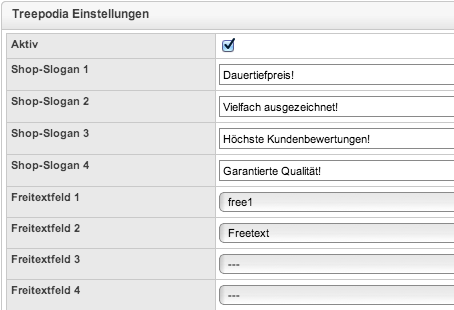 Treepodia Einstellungen
Aktiv
Shop-Slogan 1 Dauertiefpreis!
Shop-Slogan 2 Vielfach ausgezeichnet!
Shop-Slogan 3 Höchste Kundenbewertungen!
Shop-Slogan 4 Garantierte Qualität!
Freitextfeld 1 free1
Freitextfeld 2 Freetext
Freitextfeld 3 ---
Freitextfeld 4 ---